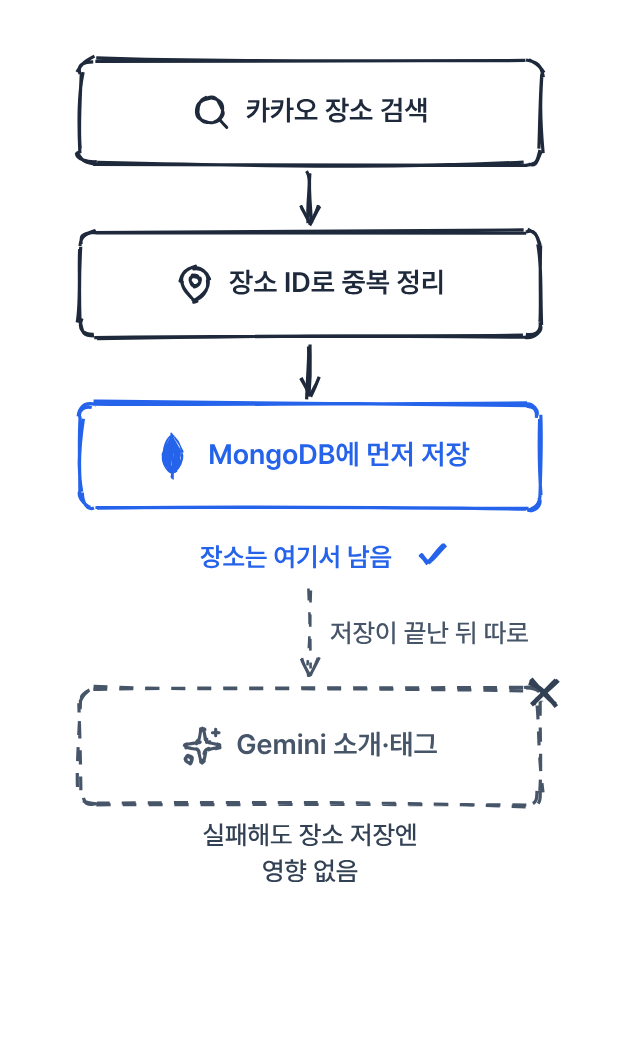 카카오 장소 검색
장소 ID로 중복 정리
MongoDB에 먼저 저장
장소는 여기서 남음
저장이 끝난 뒤 따로
Gemini 소개·태그
실패해도 장소 저장엔
영향 없음